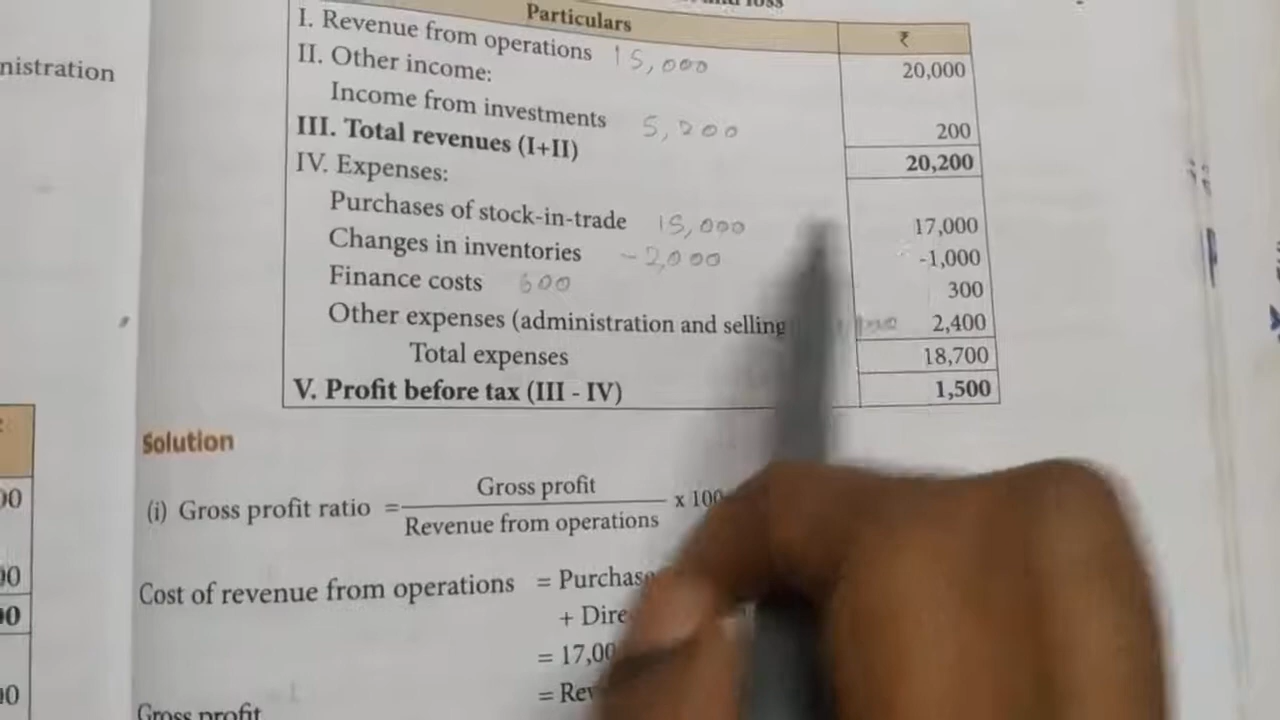 loss
Particulars ₹
I. Revenue from operations 15,000 20,000
II. Other income:
Income from investments 5,200 200
III. Total revenues (I+II) 20,200
IV. Expenses:
Purchases of stock-in-trade 15,000 17,000
Changes in inventories -2,000 -1,000
Finance costs 600 300
Other expenses (administration and selling 2,400
Total expenses 18,700
V. Profit before tax (III - IV) 1,500
nistration
Solution
(i) Gross profit ratio = Gross profit
Revenue from operations x 100
Cost of revenue from operations = Purchase
+ Dire
= 17,00
= Rev
Gross profit
00
00
00
00